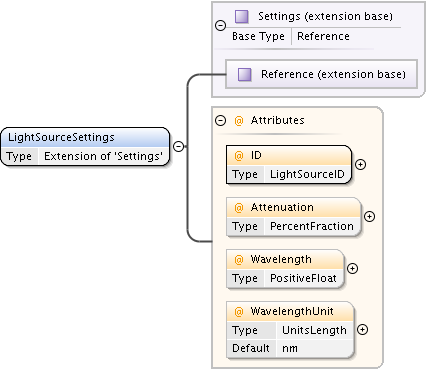 Settings (extension base)
Base Type Reference
Reference (extension base)
LightSourceSettings
Type Extension of 'Settings'
@ Attributes
@ ID
Type LightSourceID
@ Attenuation
Type PercentFraction
@ Wavelength
Type PositiveFloat
@ WavelengthUnit
Type UnitsLength
Default nm